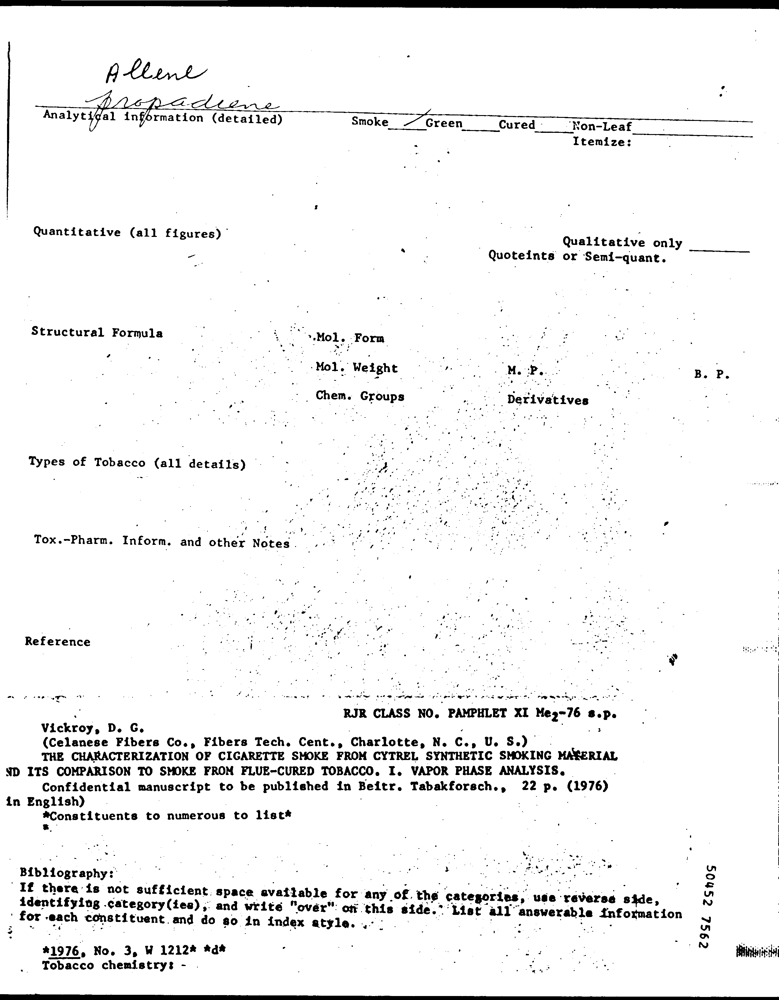 Allene
propadiene
Analytical information (detailed) Smoke Green Cured Non-Leaf
Itemize:
Quantitative (all figures)
Qualitative only
Quoteints or Semi-quant.
Structural Formula Mol. Form
Mol. Weight M. P. B. P.
Chem. Groups Derivatives
Types of Tobacco (all details)
Tox.-Pharm. Inform. and other Notes
Reference
RJR CLASS NO. PAMPHLET XI Me2-76 s.p.
Vickroy, D. G.
(Celanese Fibers Co., Fibers Tech. Cent., Charlotte, N. C., U. S.)
THE CHARACTERIZATION OF CIGARETTE SMOKE FROM CYTREL SYNTHETIC SMOKING MATERIAL
ND ITS COMPARISON TO SMOKE FROM FLUE-CURED TOBACCO. I. VAPOR PHASE ANALYSIS.
Confidential manuscript to be published in Beitr. Tabakforsch., 22 p. (1976)
in English)
*Constituents to numerous to list*
Bibliography:
If there is not sufficient space available for any of the categories, use reverse side,
identifying category(ies), and write "over" on this side. List all answerable information
for each constituent and do so in index style.
*1976, No. 3, W 1212* *d*
Tobacco chemistry: -
50452 7562